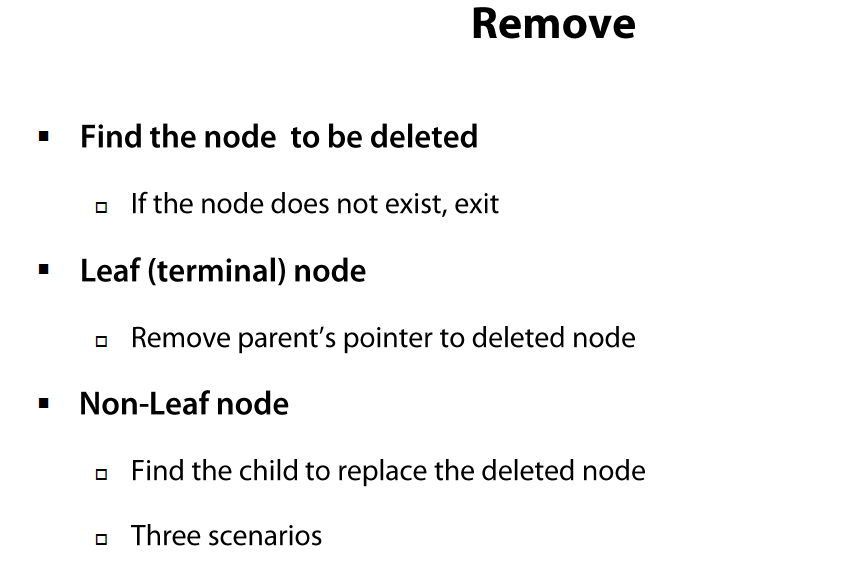 Remove
▪ Find the node  to be deleted
▫ If the node does not exist, exit
▪ Leaf (terminal) node
▫ Remove parent’s pointer to deleted node
▪ Non-Leaf node
▫ Find the child to replace the deleted node
▫ Three scenarios